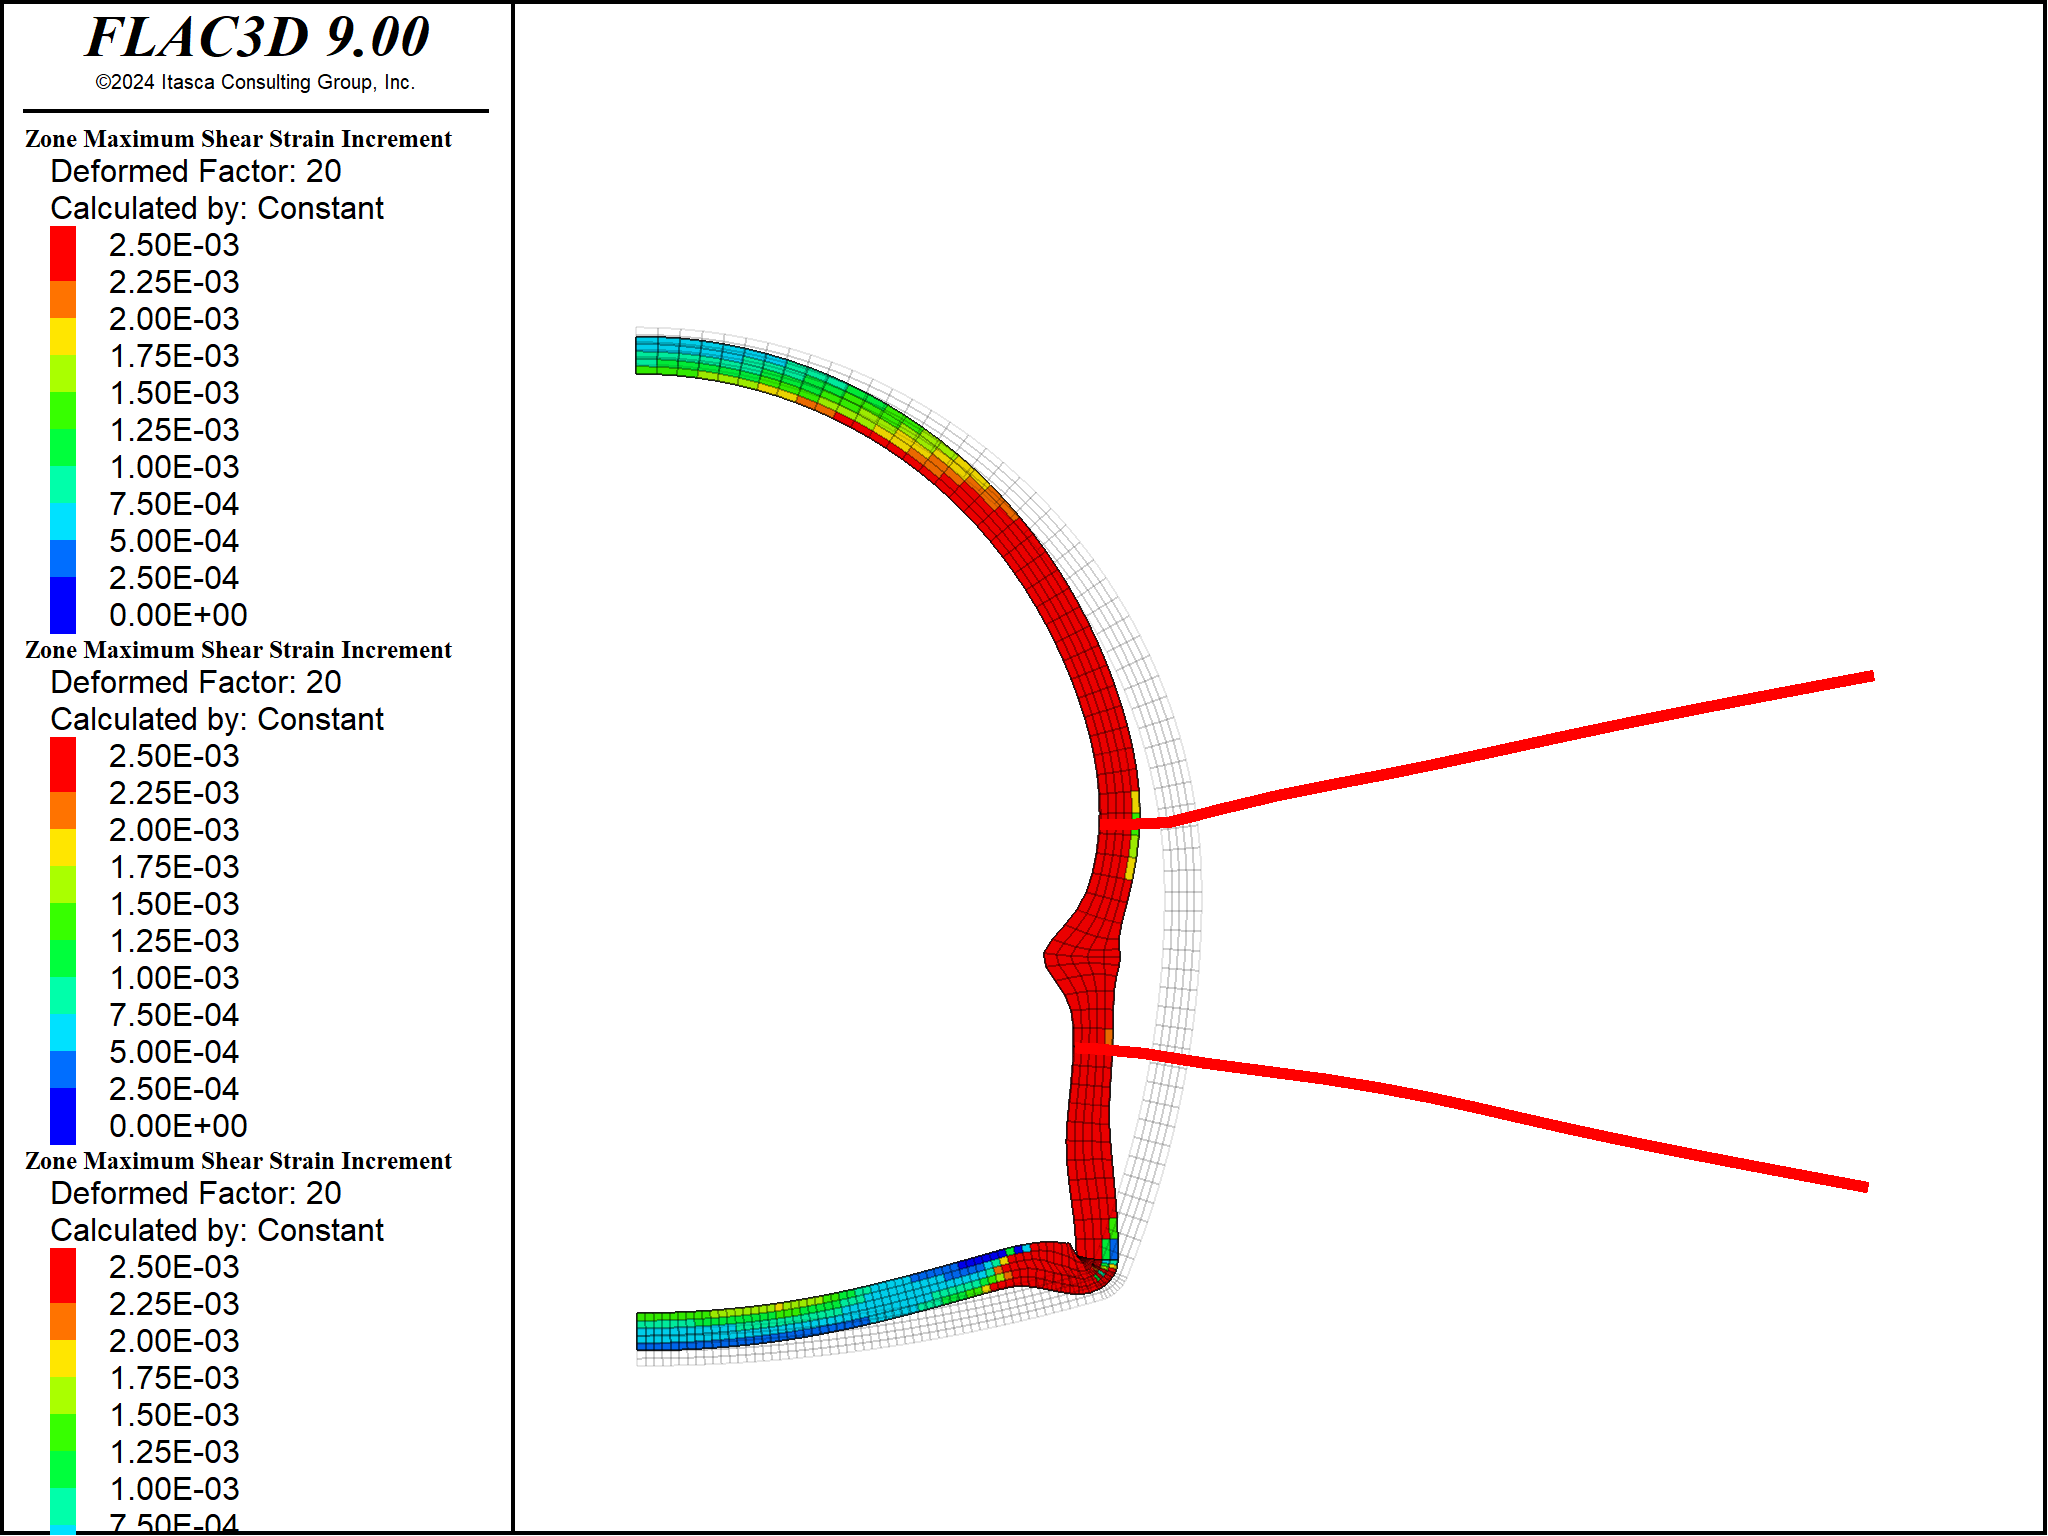 FLAC3D 9.00
©2024 Itasca Consulting Group, Inc.
Zone Maximum Shear Strain Increment
Deformed Factor: 20
Calculated by: Constant
2.50E-03
2.25E-03
2.00E-03
1.75E-03
1.50E-03
1.25E-03
1.00E-03
7.50E-04
5.00E-04
2.50E-04
0.00E+00
Zone Maximum Shear Strain Increment
Deformed Factor: 20
Calculated by: Constant
2.50E-03
2.25E-03
2.00E-03
1.75E-03
1.50E-03
1.25E-03
1.00E-03
7.50E-04
5.00E-04
2.50E-04
0.00E+00
Zone Maximum Shear Strain Increment
Deformed Factor: 20
Calculated by: Constant
2.50E-03
2.25E-03
2.00E-03
1.75E-03
1.50E-03
1.25E-03
1.00E-03
7.50E-04